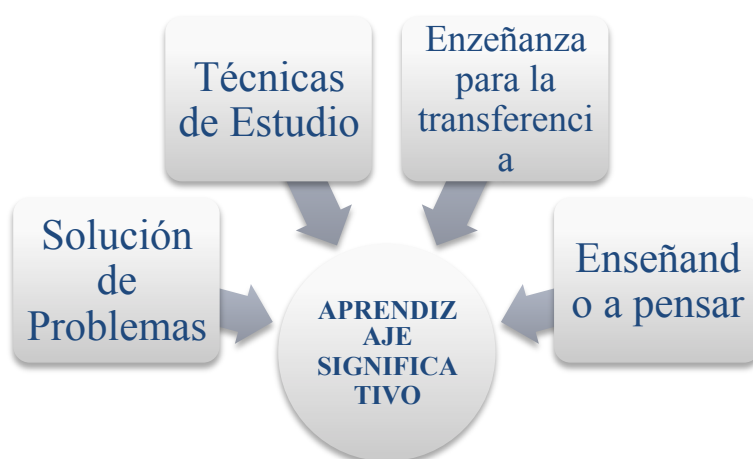 Técnicas
de Estudio
Enzeñanza
para la
transferenci
a
Solución
de
Problemas
Enseñand
o a pensar
APRENDIZ
AJE
SIGNIFICA
TIVO